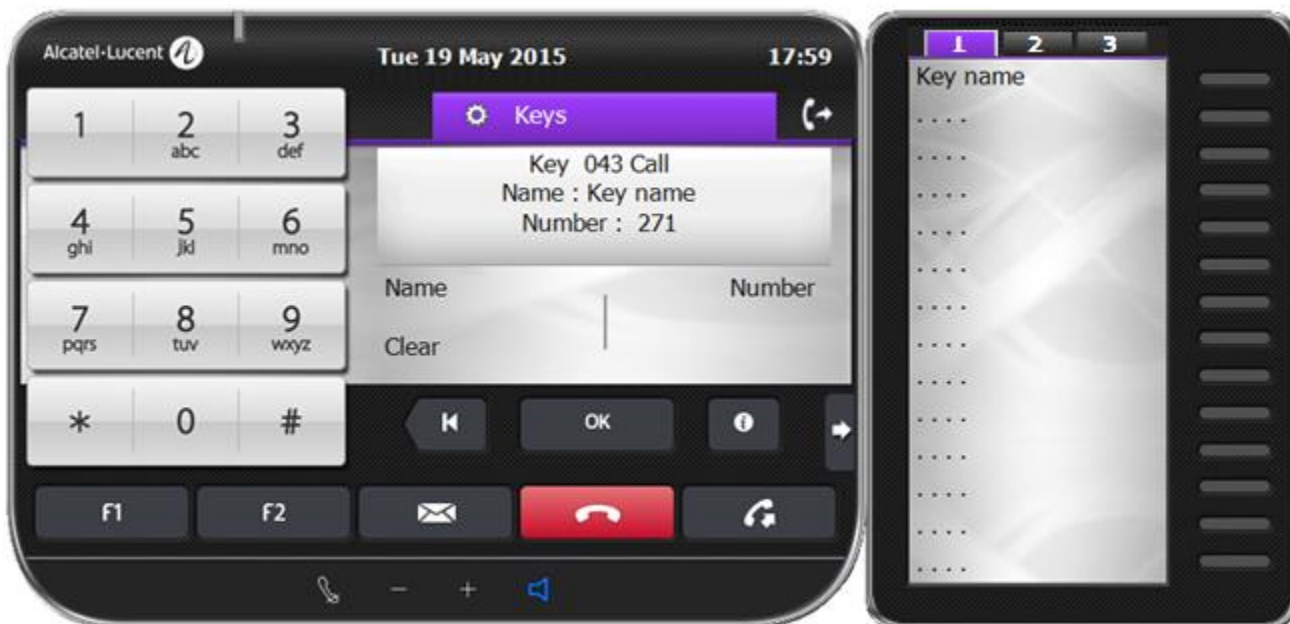 Alcatel·Lucent
Tue 19 May 2015 17:59
Keys
Key 043 Call
Name : Key name
Number : 271
Name Number
Clear
1 2 3
abc def
4 5 6
ghi jkl mno
7 8 9
pqrs tuv wxyz
* 0 #
OK
F1 F2
- +
1 2 3
Key name
. . . .
. . . .
. . . .
. . . .
. . . .
. . . .
. . . .
. . . .
. . . .
. . . .
. . . .
. . . .
. . . .